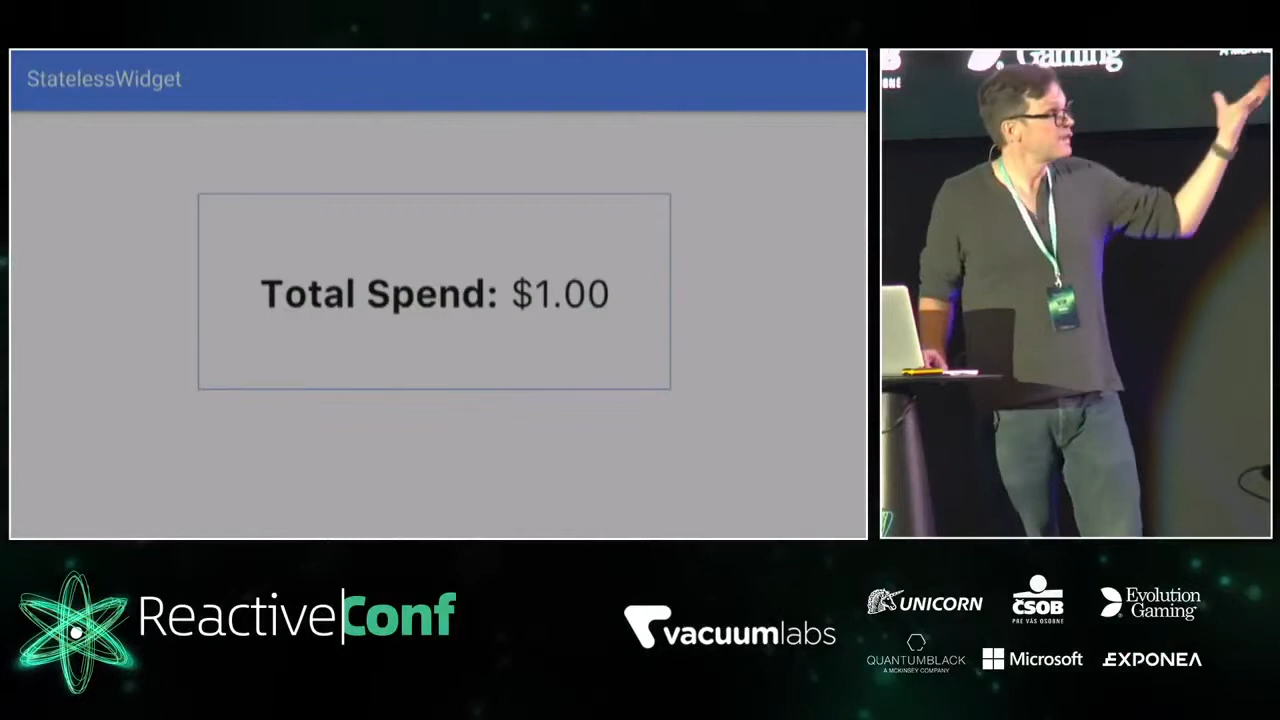 StatelessWidget
Total Spend: $1.00
Gaming
ReactiveConf
vacuumlabs
UNICORN
ČSOB
PRE VÁS OSOBNE
Evolution
Gaming
QUANTUMBLACK
A MCKINSEY COMPANY
Microsoft
EXPONEA